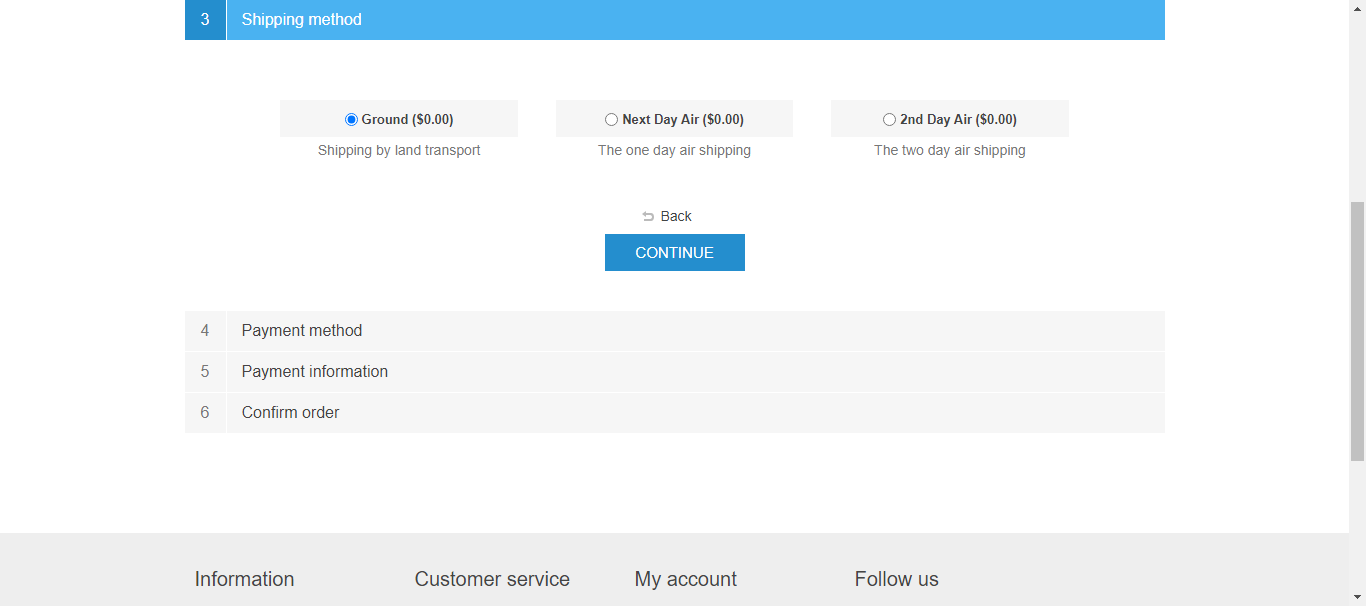 3 Shipping method
Ground ($0.00) Next Day Air ($0.00) 2nd Day Air ($0.00)
Shipping by land transport The one day air shipping The two day air shipping
Back
CONTINUE
4 Payment method
5 Payment information
6 Confirm order
Information Customer service My account Follow us